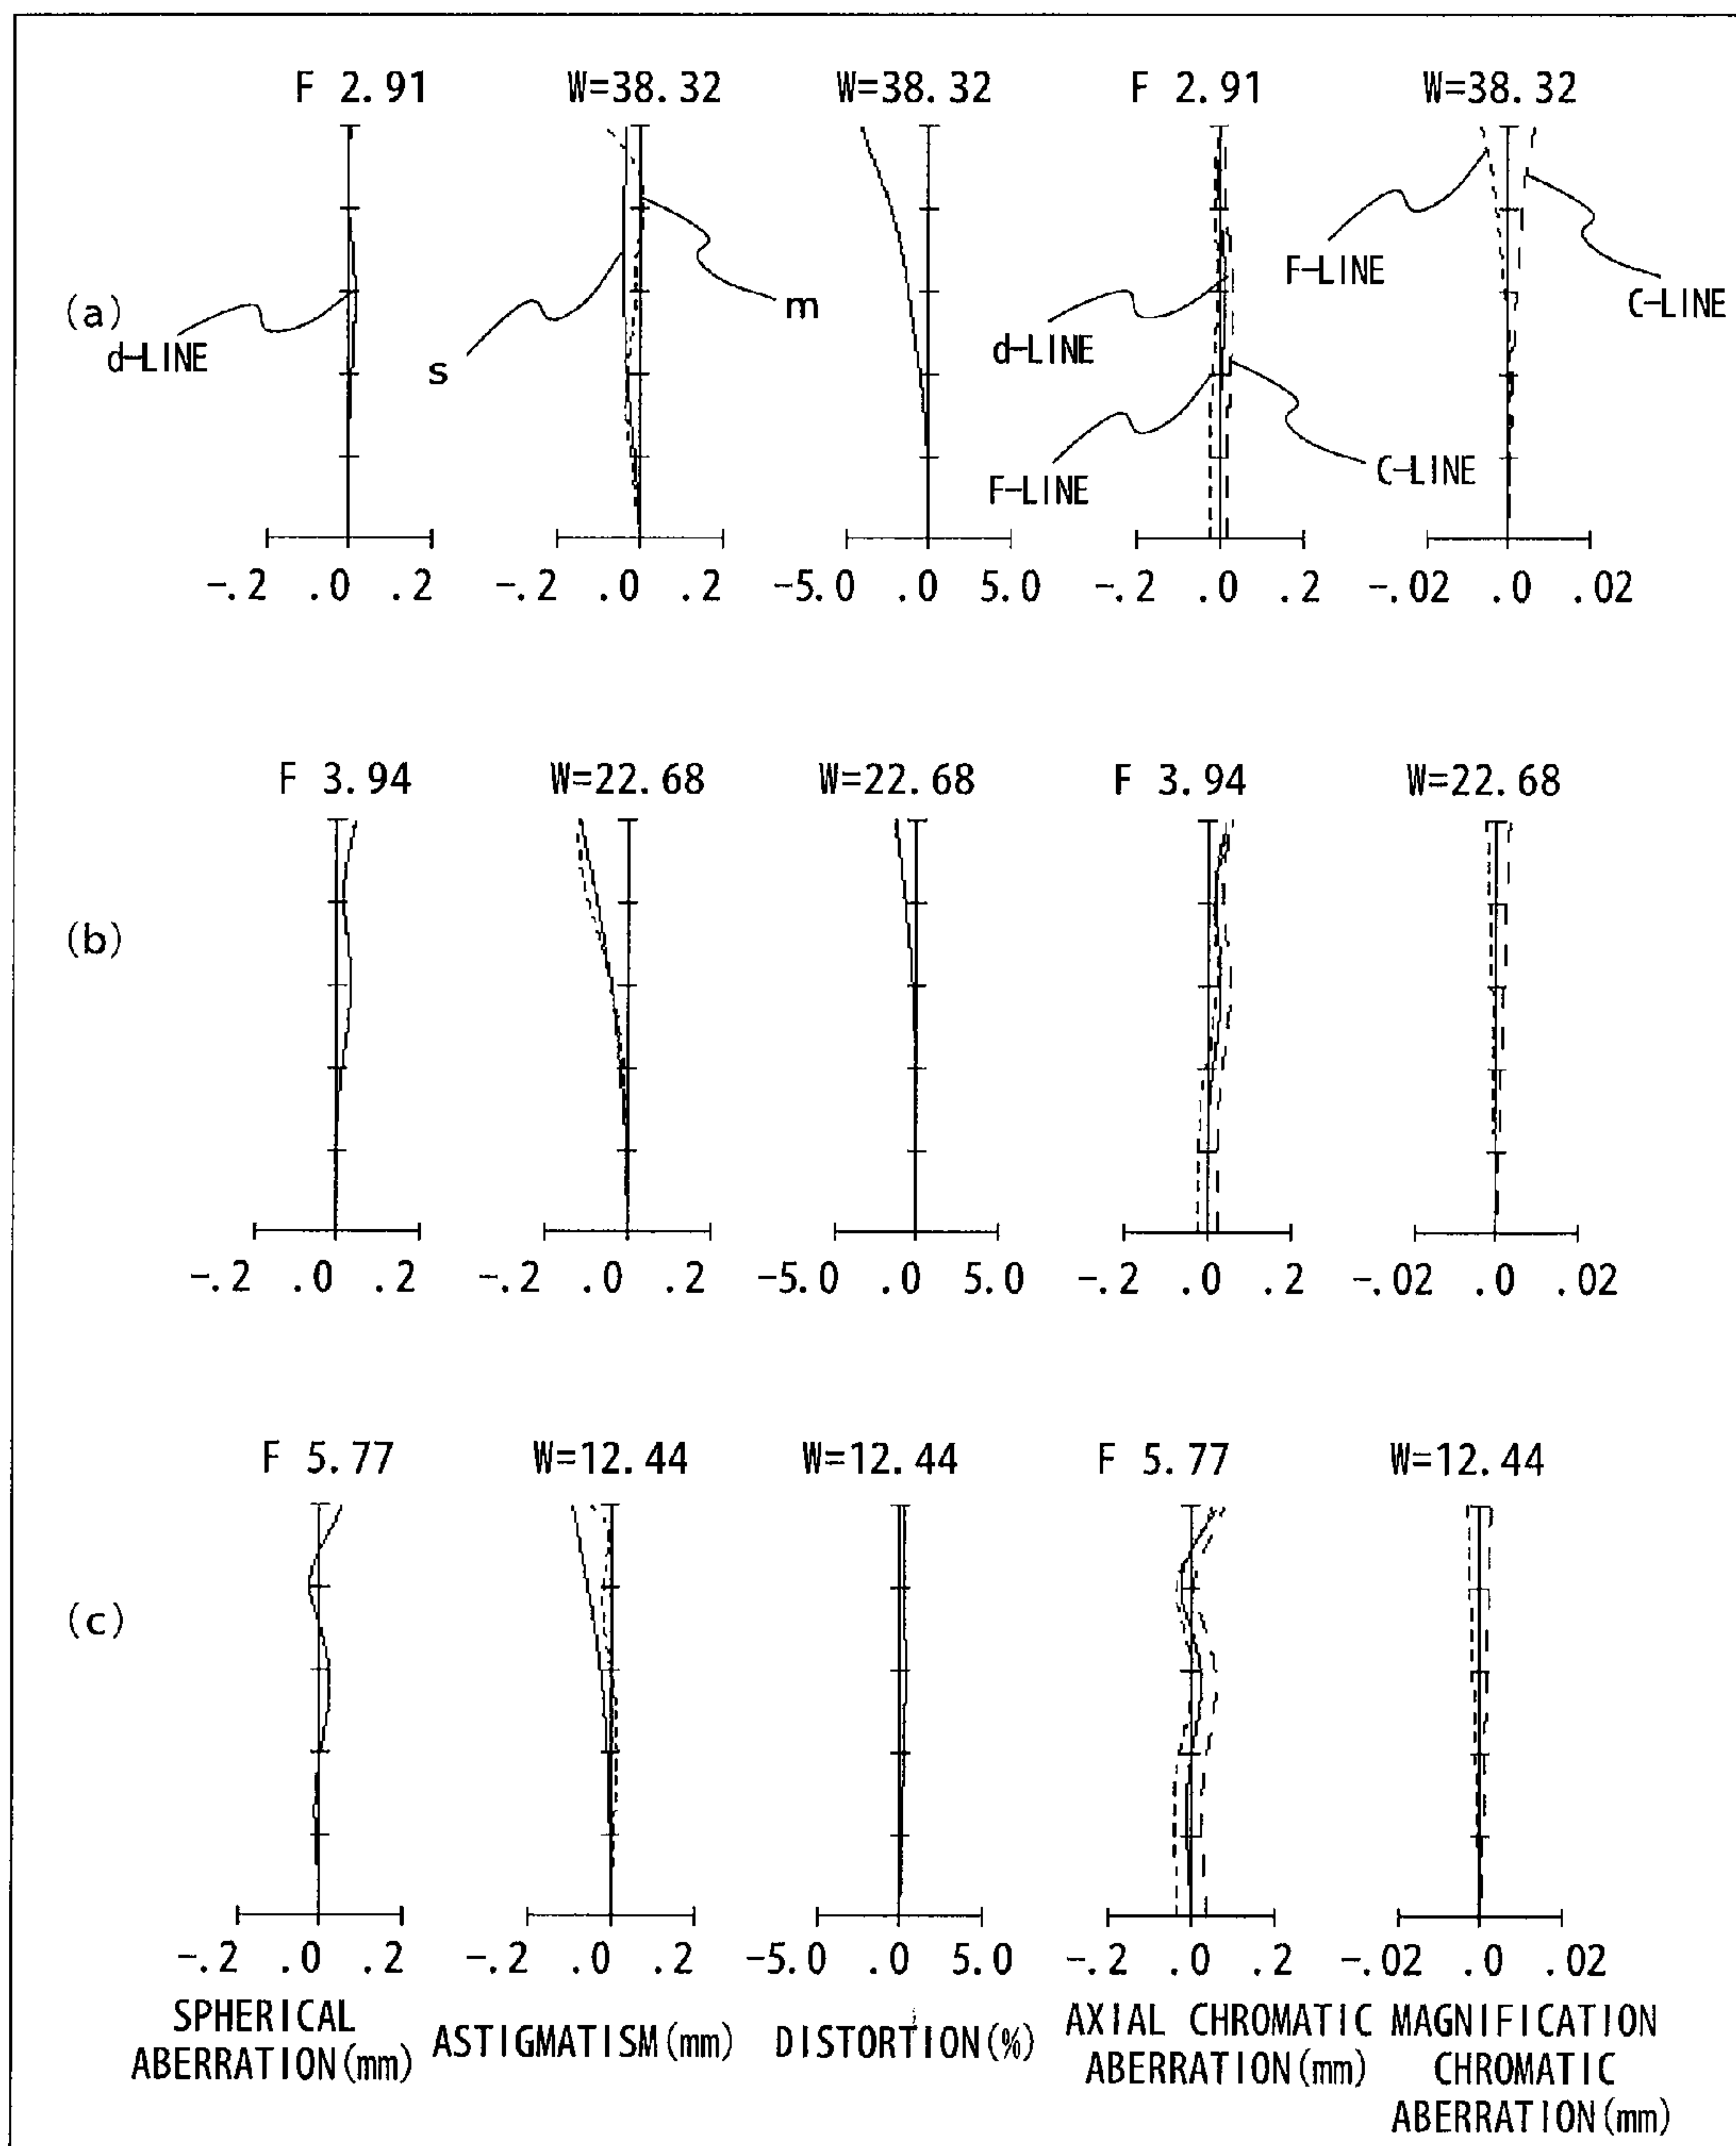 F 2.91 W=38.32 W=38.32 F 2.91 W=38.32
F-LINE
(a) m C-LINE
d-LINE s d-LINE
F-LINE C-LINE
-.2 .0 .2 -.2 .0 .2 -5.0 .0 5.0 -.2 .0 .2 -.02 .0 .02
F 3.94 W=22.68 W=22.68 F 3.94 W=22.68
(b)
-.2 .0 .2 -.2 .0 .2 -5.0 .0 5.0 -.2 .0 .2 -.02 .0 .02
F 5.77 W=12.44 W=12.44 F 5.77 W=12.44
(c)
-.2 .0 .2 -.2 .0 .2 -5.0 .0 5.0 -.2 .0 .2 -.02 .0 .02
SPHERICAL
ABERRATION(mm)
ASTIGMATISM(mm)
DISTORTION(%)
AXIAL CHROMATIC
ABERRATION(mm)
MAGNIFICATION
CHROMATIC
ABERRATION(mm)